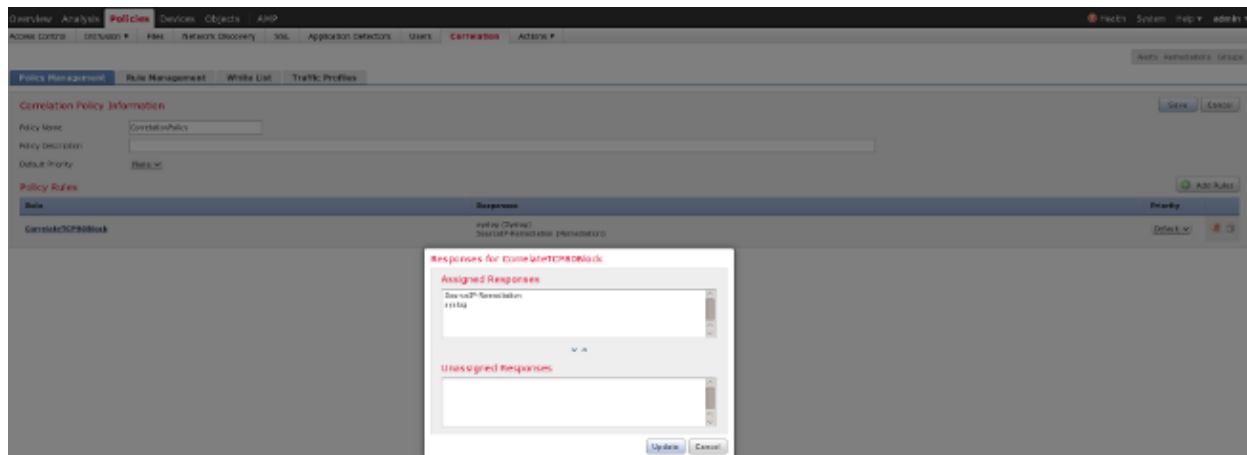 Overview Analysis Policies Devices Objects AMP Health System Help admin
Access Control Intrusion Files Network Discovery SSL Application Detectors Users Correlation Actions
Alerts Remediations Groups
Policy Management Rule Management White List Traffic Profiles
Correlation Policy Information Save Cancel
Policy Name CorrelationPolicy
Policy Description
Default Priority None
Policy Rules Add Rules
Rule Responses Priority
CorrelateTCP80Block syslog (Syslog) Default
SourceIP-Remediation (Remediation)
Responses for CorrelateTCP80Block
Assigned Responses
SourceIP-Remediation
syslog
Unassigned Responses
Update Cancel